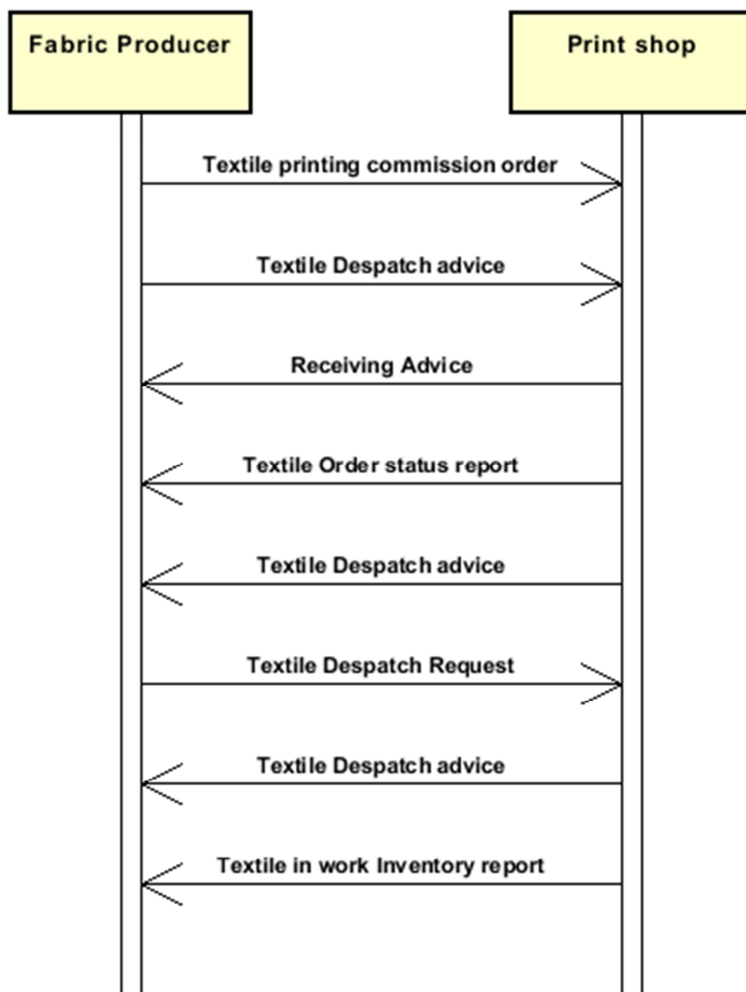 Fabric Producer
Print shop
Textile printing commission order
Textile Despatch advice
Receiving Advice
Textile Order status report
Textile Despatch advice
Textile Despatch Request
Textile Despatch advice
Textile in work Inventory report